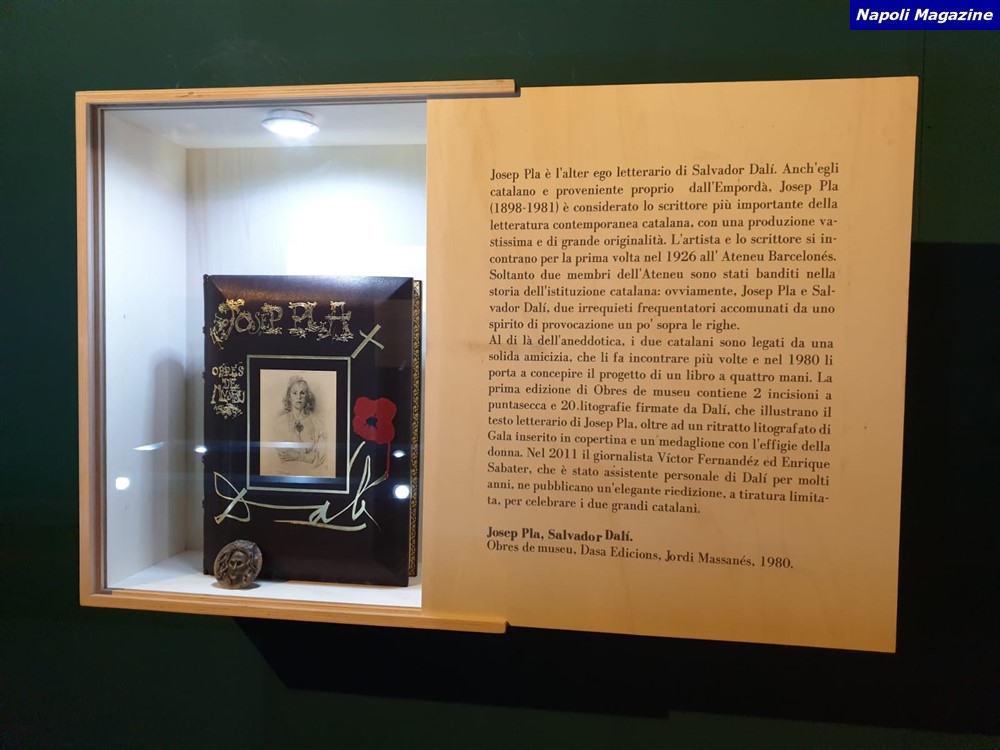 Napoli Magazine
JOSEP PLA
OBRES
DE
MUSEU
Dalí
Josep Pla è l'alter ego letterario di Salvador Dalí. Anch'egli
catalano e proveniente proprio dall'Empordà, Josep Pla
(1898-1981) è considerato lo scrittore più importante della
letteratura contemporanea catalana, con una produzione va-
stissima e di grande originalità. L'artista e lo scrittore si in-
contrano per la prima volta nel 1926 all' Ateneu Barcelonés.
Soltanto due membri dell'Ateneu sono stati banditi nella
storia dell'istituzione catalana: ovviamente, Josep Pla e Sal-
vador Dalí, due irrequieti frequentatori accomunati da uno
spirito di provocazione un po' sopra le righe.
Al di là dell'aneddotica, i due catalani sono legati da una
solida amicizia, che li fa incontrare più volte e nel 1980 li
porta a concepire il progetto di un libro a quattro mani. La
prima edizione di Obres de museu contiene 2 incisioni a
puntasecca e 20 litografie firmate da Dalí, che illustrano il
testo letterario di Josep Pla, oltre ad un ritratto litografato di
Gala inserito in copertina e un medaglione con l'effigie della
donna. Nel 2011 il giornalista Víctor Fernandéz ed Enrique
Sabater, che è stato assistente personale di Dalí per molti
anni, ne pubblicano un'elegante riedizione, a tiratura limita-
ta, per celebrare i due grandi catalani.
Josep Pla, Salvador Dalí.
Obres de museu, Dasa Edicions, Jordi Massanés, 1980.